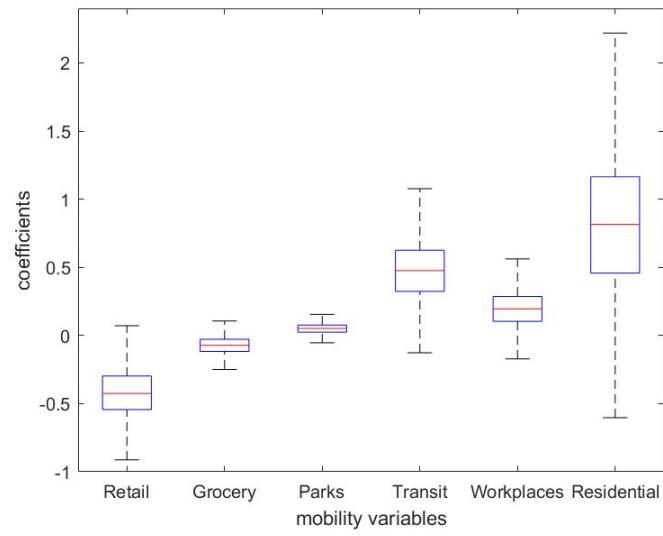 2
1.5
1
0.5
0
-0.5
-1
coefficients
Retail Grocery Parks Transit Workplaces Residential
mobility variables